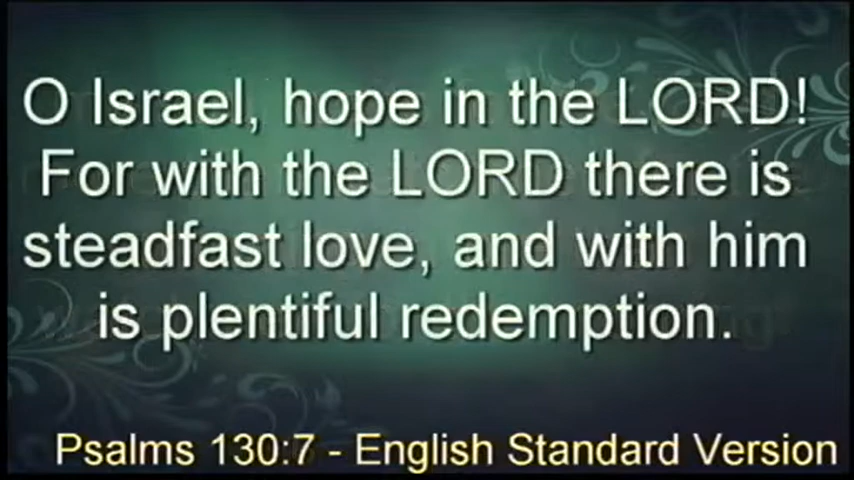 O Israel, hope in the LORD!
For with the LORD there is
steadfast love, and with him
is plentiful redemption.
Psalms 130:7 - English Standard Version